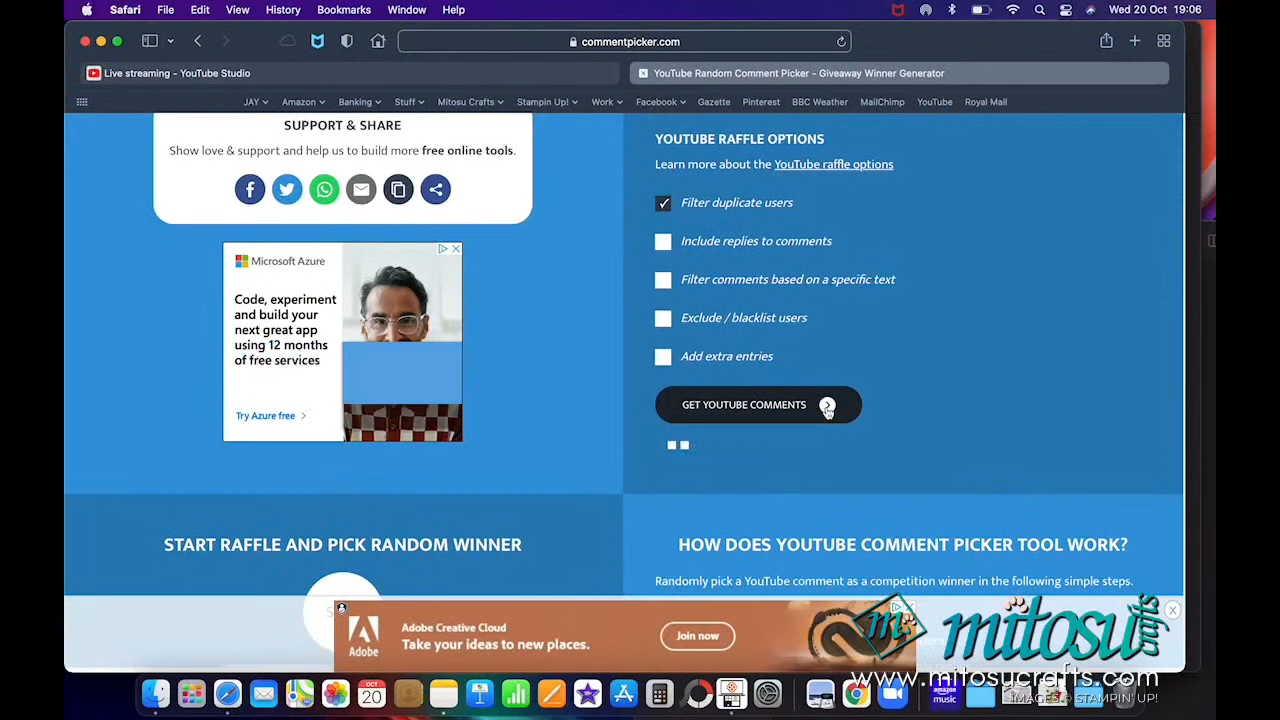 Safari File Edit View History Bookmarks Window Help Wed 20 Oct 19:06
commentpicker.com
Live streaming - YouTube Studio
YouTube Random Comment Picker - Giveaway Winner Generator
JAY Amazon Banking Stuff Mitosu Crafts Stampin Up! Work Facebook Gazette Pinterest BBC Weather MailChimp YouTube Royal Mail
SUPPORT & SHARE
Show love & support and help us to build more free online tools.
Microsoft Azure
Code, experiment
and build your
next great app
using 12 months
of free services
Try Azure free
YOUTUBE RAFFLE OPTIONS
Learn more about the YouTube raffle options
Filter duplicate users
Include replies to comments
Filter comments based on a specific text
Exclude / blacklist users
Add extra entries
GET YOUTUBE COMMENTS
START RAFFLE AND PICK RANDOM WINNER
HOW DOES YOUTUBE COMMENT PICKER TOOL WORK?
Randomly pick a YouTube comment as a competition winner in the following simple steps.
Adobe
Adobe Creative Cloud
Take your ideas to new places.
Join now
m mitosu crafts
www.mitosucrafts.com
IMAGES © STAMPIN' UP!
OCT
20
amazon
music